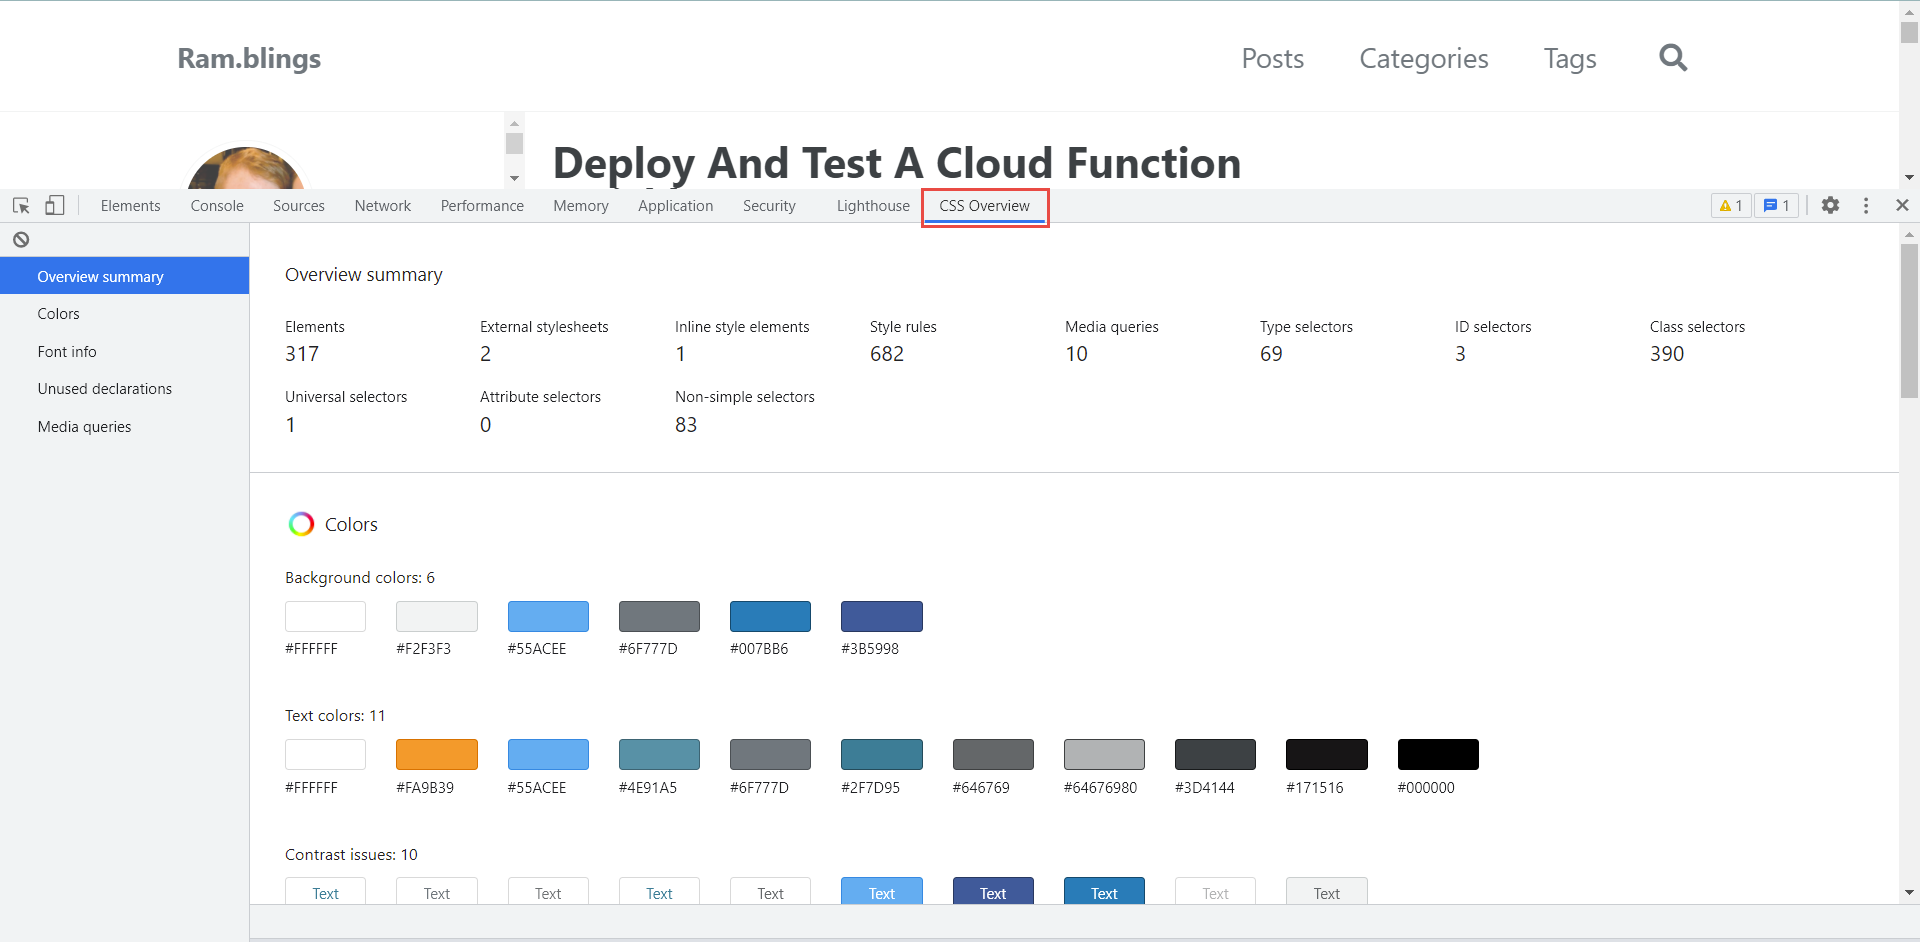 Ram.blings
Posts Categories Tags
Deploy And Test A Cloud Function
Elements Console Sources Network Performance Memory Application Security Lighthouse CSS Overview 1 1
Overview summary
Colors
Font info
Unused declarations
Media queries
Overview summary
Elements External stylesheets Inline style elements Style rules Media queries Type selectors ID selectors Class selectors
317 2 1 682 10 69 3 390
Universal selectors Attribute selectors Non-simple selectors
1 0 83
Colors
Background colors: 6
#FFFFFF #F2F3F3 #55ACEE #6F777D #007BB6 #3B5998
Text colors: 11
#FFFFFF #FA9B39 #55ACEE #4E91A5 #6F777D #2F7D95 #646769 #64676980 #3D4144 #171516 #000000
Contrast issues: 10
Text Text Text Text Text Text Text Text Text Text